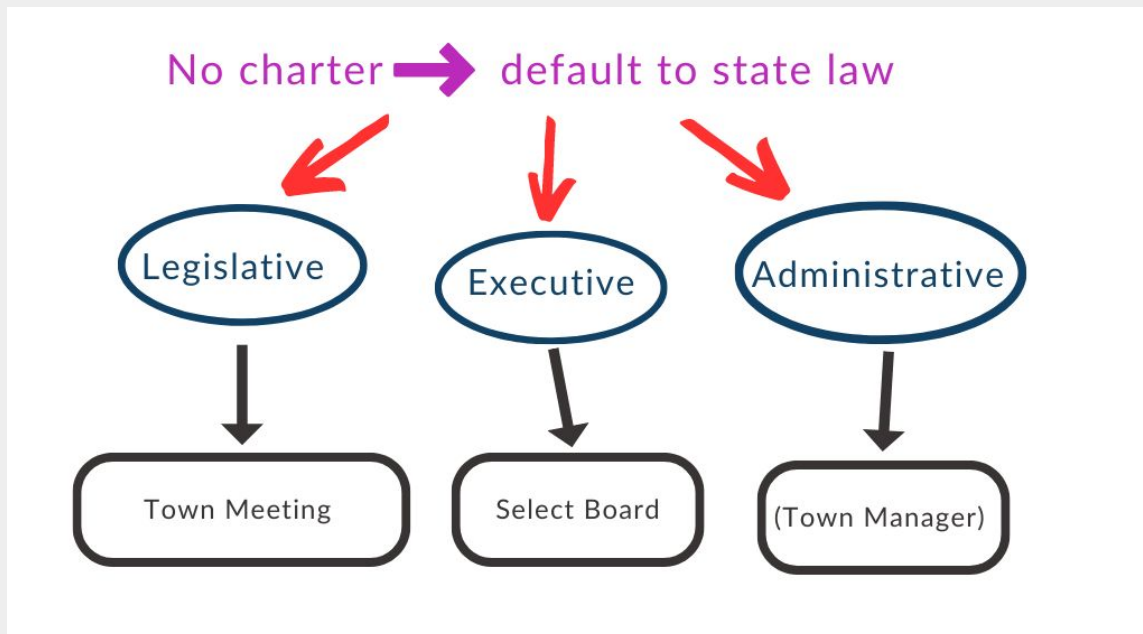 No charter default to state law
Legislative
Executive
Administrative
Town Meeting
Select Board
(Town Manager)